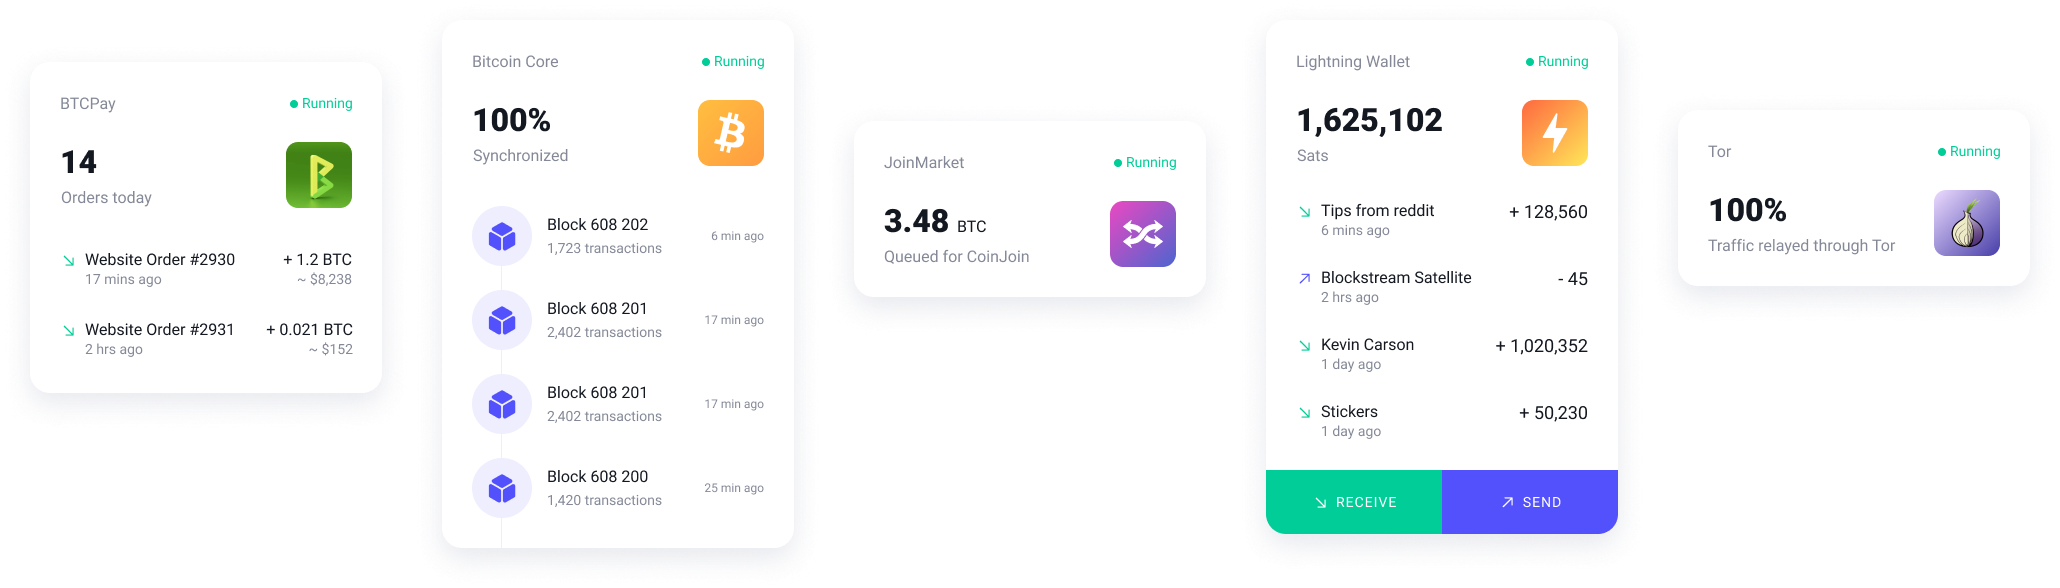 BTCPay
Running
14
Orders today
Website Order #2930
+ 1.2 BTC
17 mins ago
~ $8,238
Website Order #2931
+ 0.021 BTC
2 hrs ago
~ $152
Bitcoin Core
Running
100%
Synchronized
Block 608 202
1,723 transactions
6 min ago
Block 608 201
2,402 transactions
17 min ago
Block 608 201
2,402 transactions
17 min ago
Block 608 200
1,420 transactions
25 min ago
JoinMarket
Running
3.48 BTC
Queued for CoinJoin
Lightning Wallet
Running
1,625,102
Sats
Tips from reddit
+ 128,560
6 mins ago
Blockstream Satellite
- 45
2 hrs ago
Kevin Carson
+ 1,020,352
1 day ago
Stickers
+ 50,230
1 day ago
RECEIVE
SEND
Tor
Running
100%
Traffic relayed through Tor